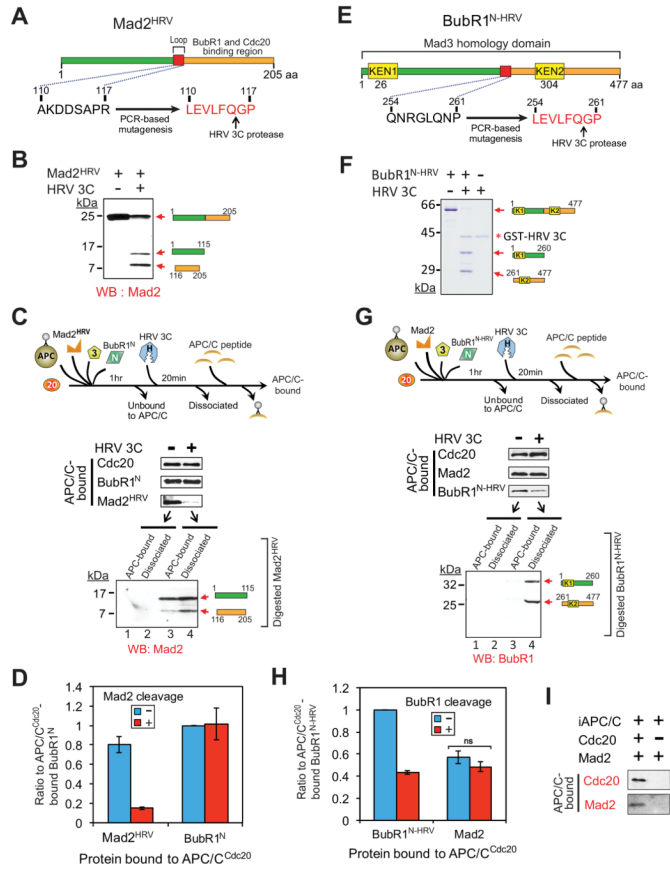 A
Mad2HRV
Loop
BubR1 and Cdc20
binding region
1
205 aa
110
117
110
117
AKDDSAPR
LEVLFQGP
PCR-based
mutagenesis
HRV 3C protease
B
Mad2HRV + +
HRV 3C - +
kDa
25
17
7
1
205
1
115
116
205
WB : Mad2
C
Mad2HRV
BubR1N
HRV 3C
APC/C peptide
APC
3
N
H
20
1hr
20min
APC/C-
bound
Unbound
to APC/C
Dissociated
HRV 3C - +
APC/C-
bound
Cdc20
BubR1N
Mad2HRV
APC-bound
Dissociated
APC-bound
Dissociated
kDa
17
7
1
115
116
205
1 2 3 4
WB: Mad2
Digested Mad2HRV
D
Mad2 cleavage
-
+
Ratio to APC/CCdc20-
bound BubR1N
1.4
1.2
1
0.8
0.6
0.4
0.2
0
Mad2HRV
BubR1N
Protein bound to APC/CCdc20
E
BubR1N-HRV
Mad3 homology domain
KEN1
KEN2
1
26
304
477
aa
254
261
254
261
QNRGLQNP
LEVLFQGP
PCR-based
mutagenesis
HRV 3C protease
F
BubR1N-HRV + + -
HRV 3C - + +
66
45
29
kDa
1
477
K1
K2
* GST-HRV 3C
1
260
K1
261
477
K2
G
Mad2
BubR1N-HRV
HRV 3C
APC/C peptide
APC
3
N
H
20
1hr
20min
APC/C-
bound
Unbound
to APC/C
Dissociated
HRV 3C - +
APC/C-
bound
Cdc20
Mad2
BubR1N-HRV
APC-bound
Dissociated
APC-bound
Dissociated
kDa
32
25
1
260
K1
261
477
K2
1 2 3 4
WB: BubR1
Digested BubR1N-HRV
H
BubR1 cleavage
-
+
ns
Ratio to APC/CCdc20-
bound BubR1N-HRV
1.2
1
0.8
0.6
0.4
0.2
0
BubR1N-HRV
Mad2
Protein bound to APC/CCdc20
I
iAPC/C + +
Cdc20 + -
Mad2 + +
APC/C-
bound
Cdc20
Mad2